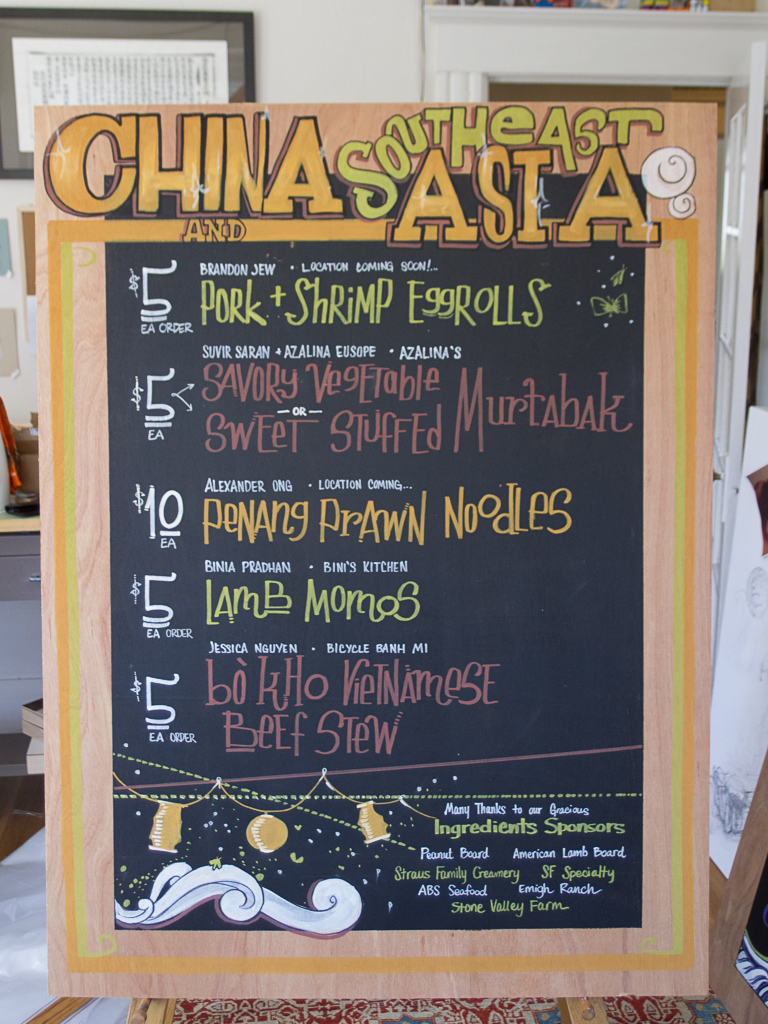 CHINA SOUTHEAST
AND ASIA
$5 BRANDON JEW • LOCATION COMING SOON!...
EA ORDER PORK + SHRIMP EGGROLLS
SUVIR SARAN + AZALINA EUSOPE • AZALINA'S
$5 SAVORY VEGETABLE
-OR- MURTABAK
EA SWEET STUFFED
ALEXANDER ONG • LOCATION COMING...
$10 PENANG PRAWN NOODLES
EA
BINIA PRADHAN • BINI'S KITCHEN
$5 LAMB MOMOS
EA ORDER
JESSICA NGUYEN • BICYCLE BANH MI
$5 BÒ KHO VIETNAMESE
EA ORDER BEEF STEW
Many Thanks to our Gracious
Ingredients Sponsors
Peanut Board American Lamb Board
Straus Family Creamery SF Specialty
ABS Seafood Emigh Ranch
Stone Valley Farm